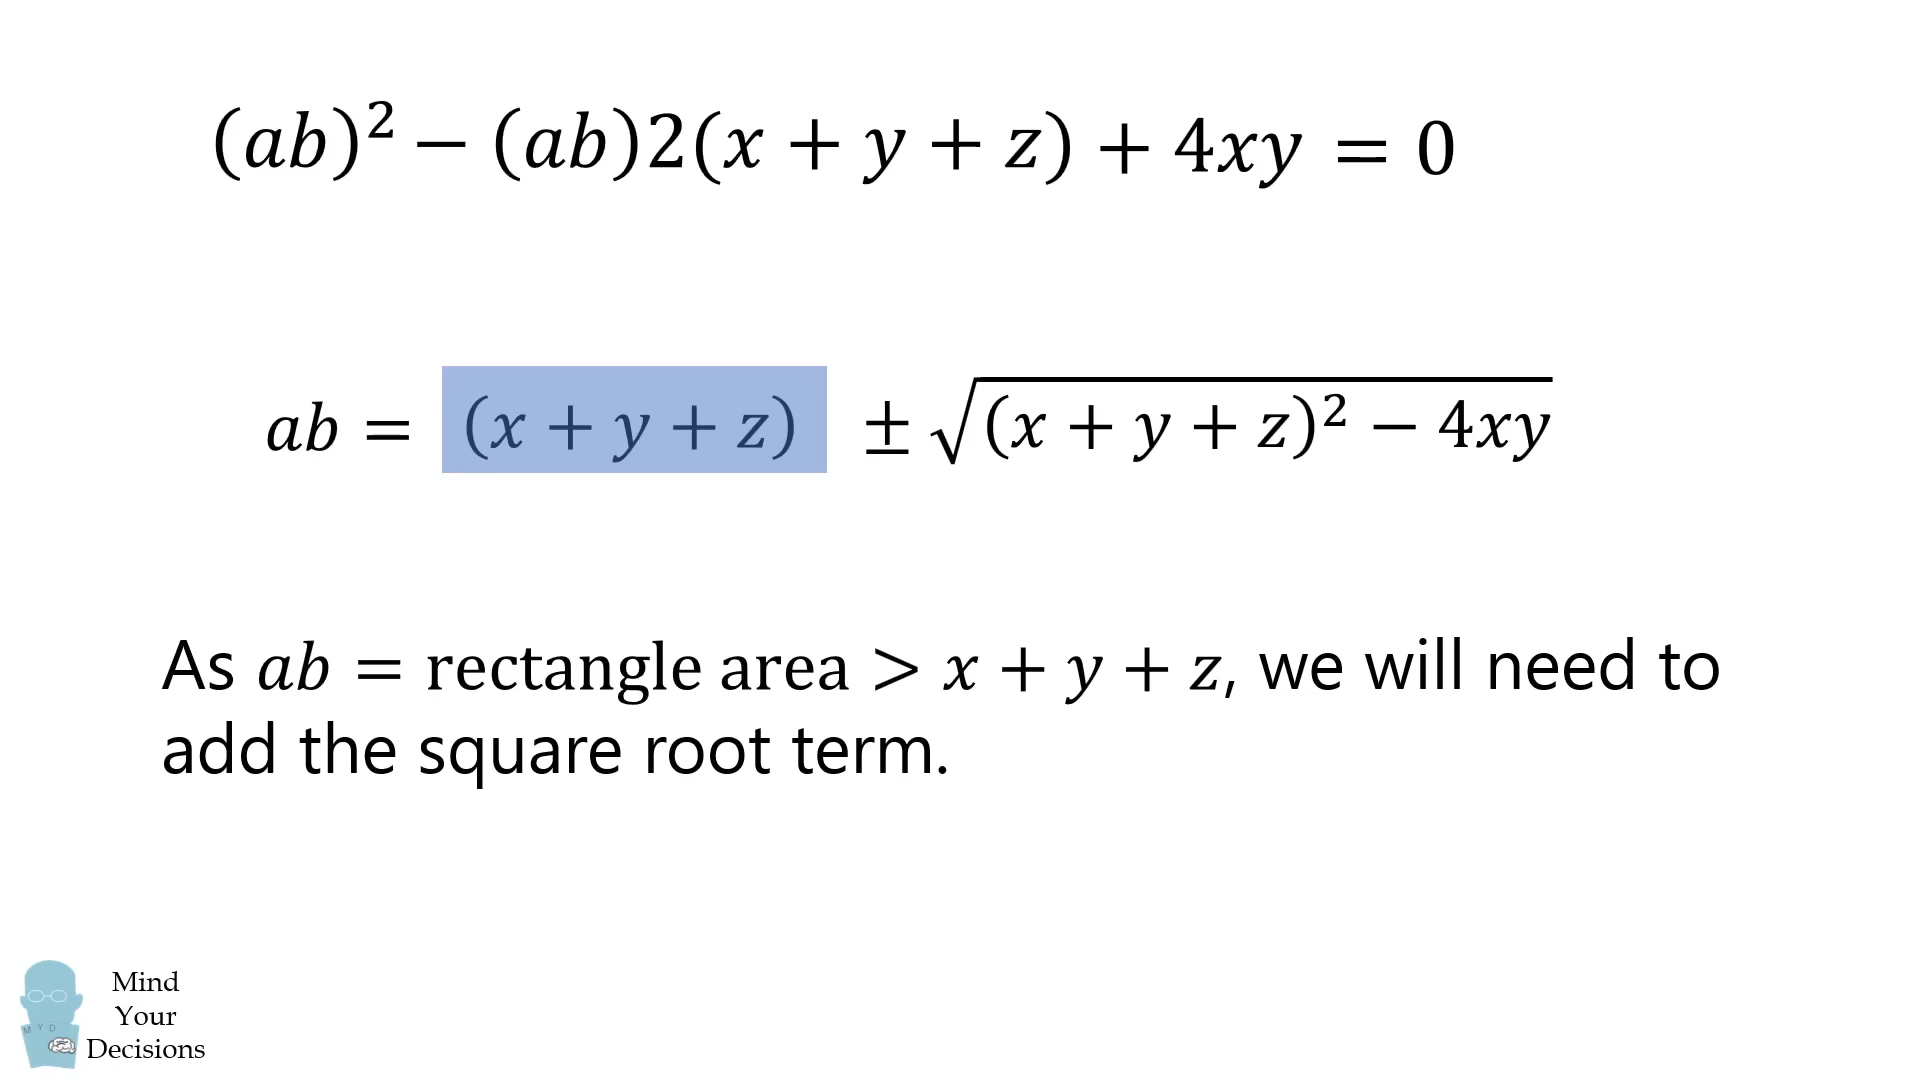 (ab)² − (ab)2(x + y + z) + 4xy = 0
ab = (x + y + z) ± √(x + y + z)² − 4xy
As ab = rectangle area > x + y + z, we will need to
add the square root term.
M Y D
Mind
Your
Decisions